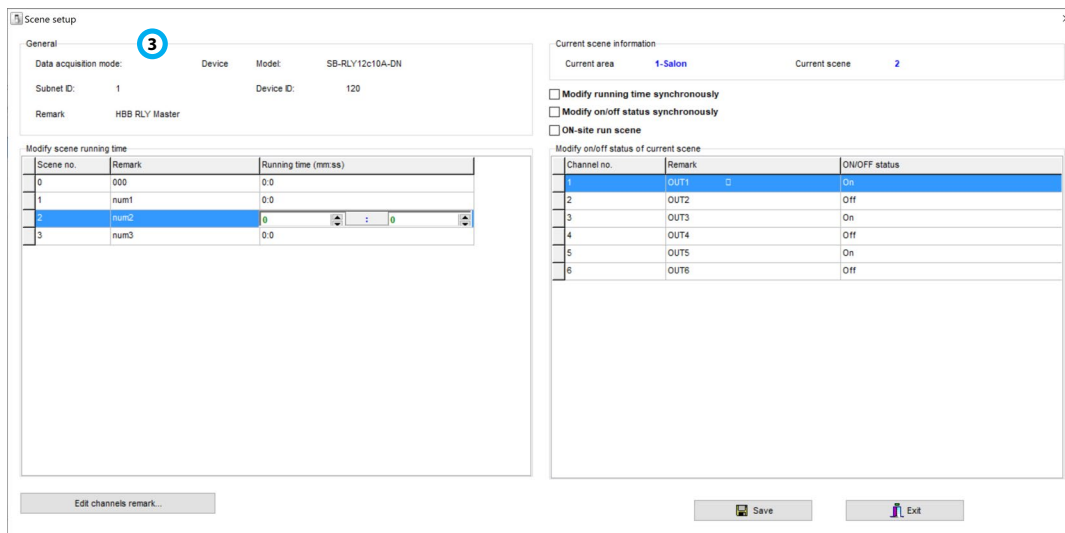 Scene setup
3
General
Data acquisition mode: Device Model: SB-RLY12c10A-DN
Subnet ID: 1 Device ID: 120
Remark HBB RLY Master
Current scene information
Current area 1-Salon Current scene 2
Modify running time synchronously
Modify on/off status synchronously
ON-site run scene
Modify scene running time
Scene no. Remark Running time (mm:ss)
0 000 0:0
1 num1 0:0
2 num2 0 : 0
3 num3 0:0
Modify on/off status of current scene
Channel no. Remark ON/OFF status
1 OUT1 On
2 OUT2 Off
3 OUT3 On
4 OUT4 Off
5 OUT5 On
6 OUT6 Off
Edit channels remark...
Save
Exit